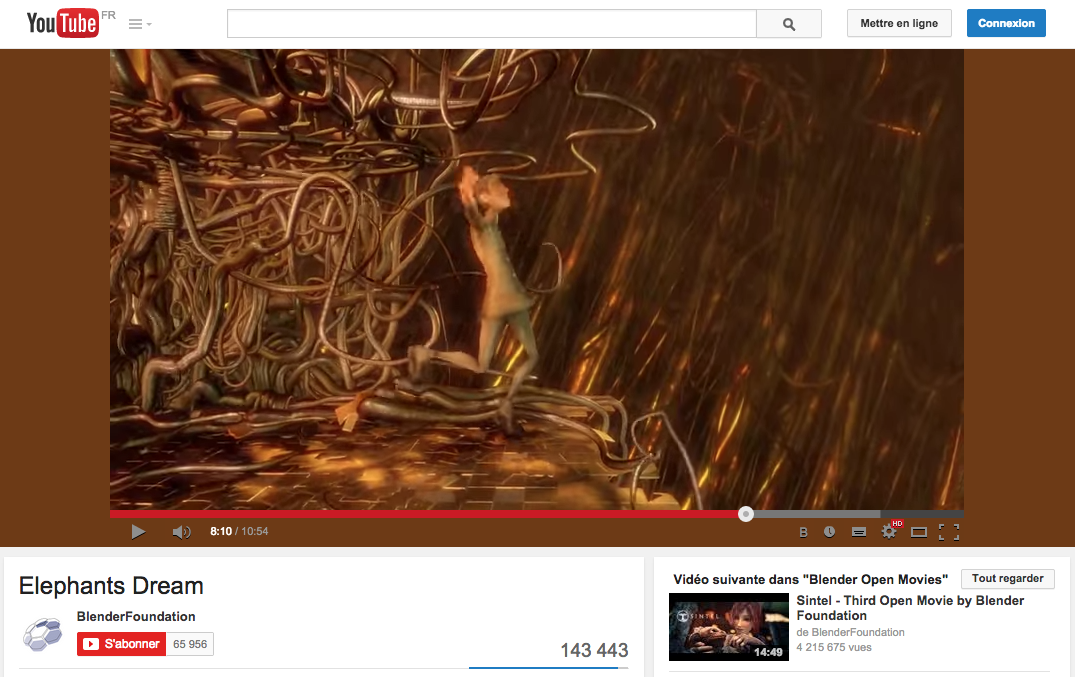 YouTube FR
Mettre en ligne
Connexion
8:10 / 10:54
B
HD
Elephants Dream
BlenderFoundation
S'abonner
65 956
143 443
Vidéo suivante dans "Blender Open Movies"
Tout regarder
SINTEL
14:49
Sintel - Third Open Movie by Blender
Foundation
de BlenderFoundation
4 215 675 vues